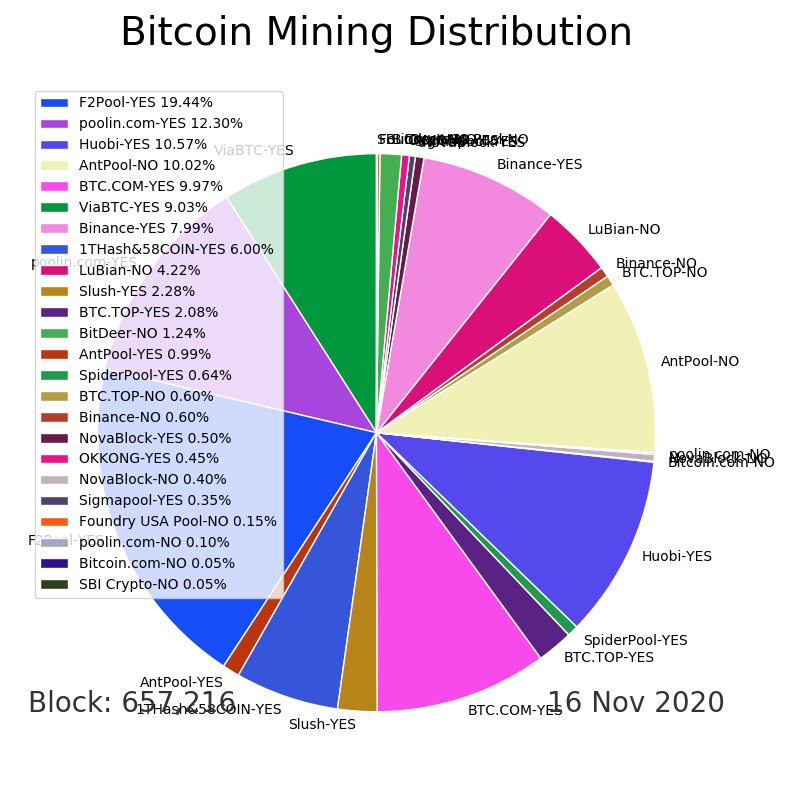 Bitcoin Mining Distribution
F2Pool-YES 19.44%
poolin.com-YES 12.30%
Huobi-YES 10.57%
AntPool-NO 10.02%
BTC.COM-YES 9.97%
ViaBTC-YES 9.03%
Binance-YES 7.99%
1THash&58COIN-YES 6.00%
LuBian-NO 4.22%
Slush-YES 2.28%
BTC.TOP-YES 2.08%
BitDeer-NO 1.24%
AntPool-YES 0.99%
SpiderPool-YES 0.64%
BTC.TOP-NO 0.60%
Binance-NO 0.60%
NovaBlock-YES 0.50%
OKKONG-YES 0.45%
NovaBlock-NO 0.40%
Sigmapool-YES 0.35%
Foundry USA Pool-NO 0.15%
poolin.com-NO 0.10%
Bitcoin.com-NO 0.05%
SBI Crypto-NO 0.05%
ViaBTC-YES
poolin.com-YES
F2Pool-YES
Binance-YES
LuBian-NO
Binance-NO
BTC.TOP-NO
AntPool-NO
poolin.com-NO
NovaBlock-NO
Bitcoin.com-NO
Huobi-YES
SpiderPool-YES
BTC.TOP-YES
BTC.COM-YES
Slush-YES
1THash&58COIN-YES
AntPool-YES
Block: 657,216
16 Nov 2020